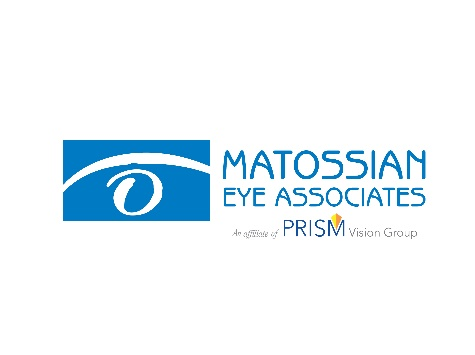 MATOSSIAN
EYE ASSOCIATES
An affiliate of PRISM Vision Group